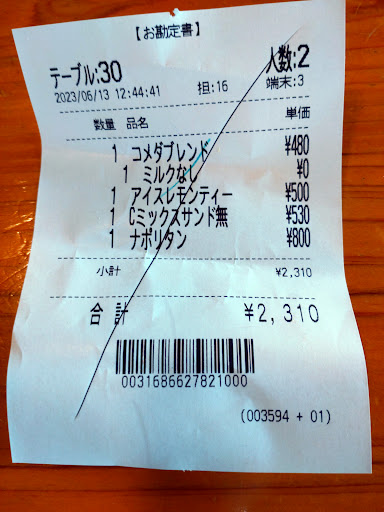 【お勘定書】
テーブル:30 人数:2
2023/06/13 12:44:41 担:16 端末:3
数量 品名 単価
1 コメダブレンド ¥480
1 ミルクなし ¥0
1 アイスレモンティー ¥500
1 Cミックスサンド無 ¥530
1 ナポリタン ¥800
小計 ¥2,310
合計 ¥2,310
0031686627821000
(003594 + 01)